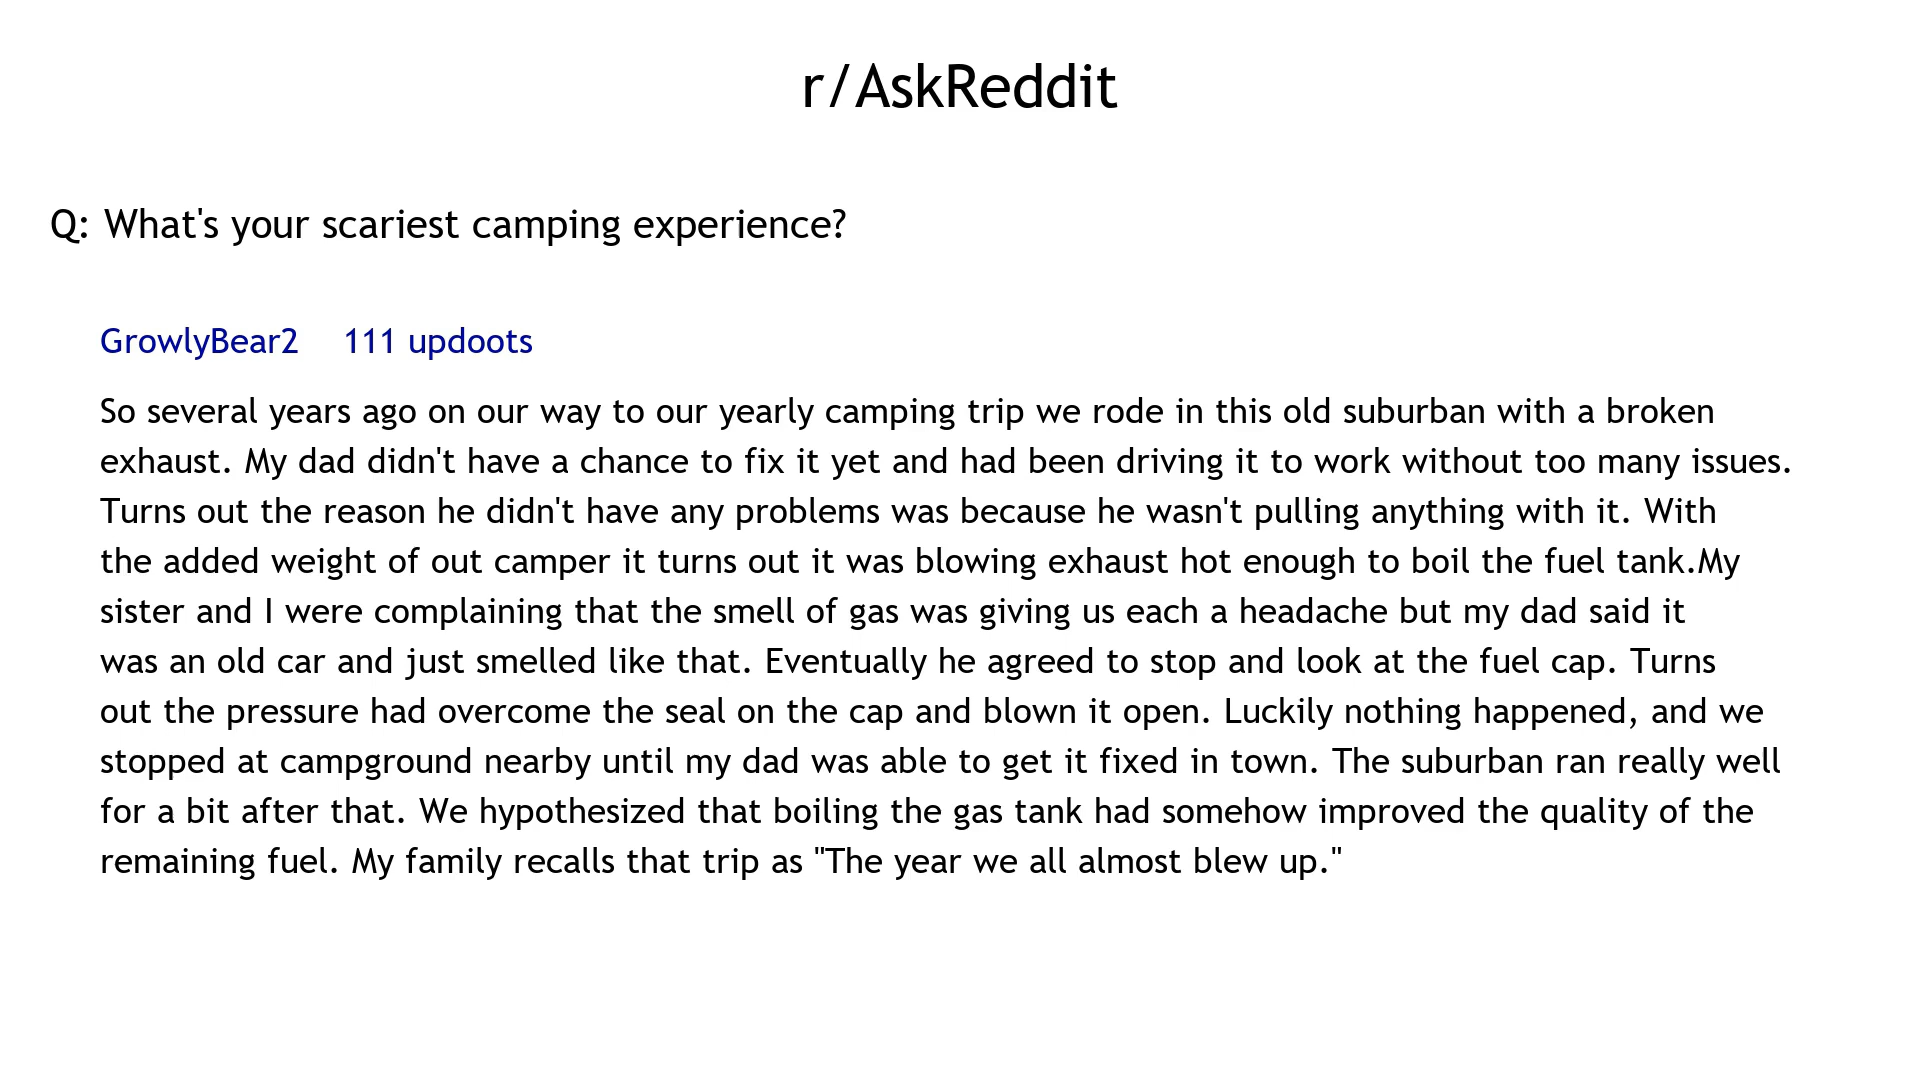 r/AskReddit
Q: What's your scariest camping experience?
GrowlyBear2 111 updoots
So several years ago on our way to our yearly camping trip we rode in this old suburban with a broken
exhaust. My dad didn't have a chance to fix it yet and had been driving it to work without too many issues.
Turns out the reason he didn't have any problems was because he wasn't pulling anything with it. With
the added weight of out camper it turns out it was blowing exhaust hot enough to boil the fuel tank.My
sister and I were complaining that the smell of gas was giving us each a headache but my dad said it
was an old car and just smelled like that. Eventually he agreed to stop and look at the fuel cap. Turns
out the pressure had overcome the seal on the cap and blown it open. Luckily nothing happened, and we
stopped at campground nearby until my dad was able to get it fixed in town. The suburban ran really well
for a bit after that. We hypothesized that boiling the gas tank had somehow improved the quality of the
remaining fuel. My family recalls that trip as "The year we all almost blew up."